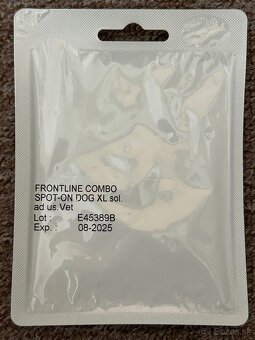 FRONTLINE COMBO
SPOT-ON DOG XL sol.
ad us Vet
Lot : E45389B
Exp. : 08-2025